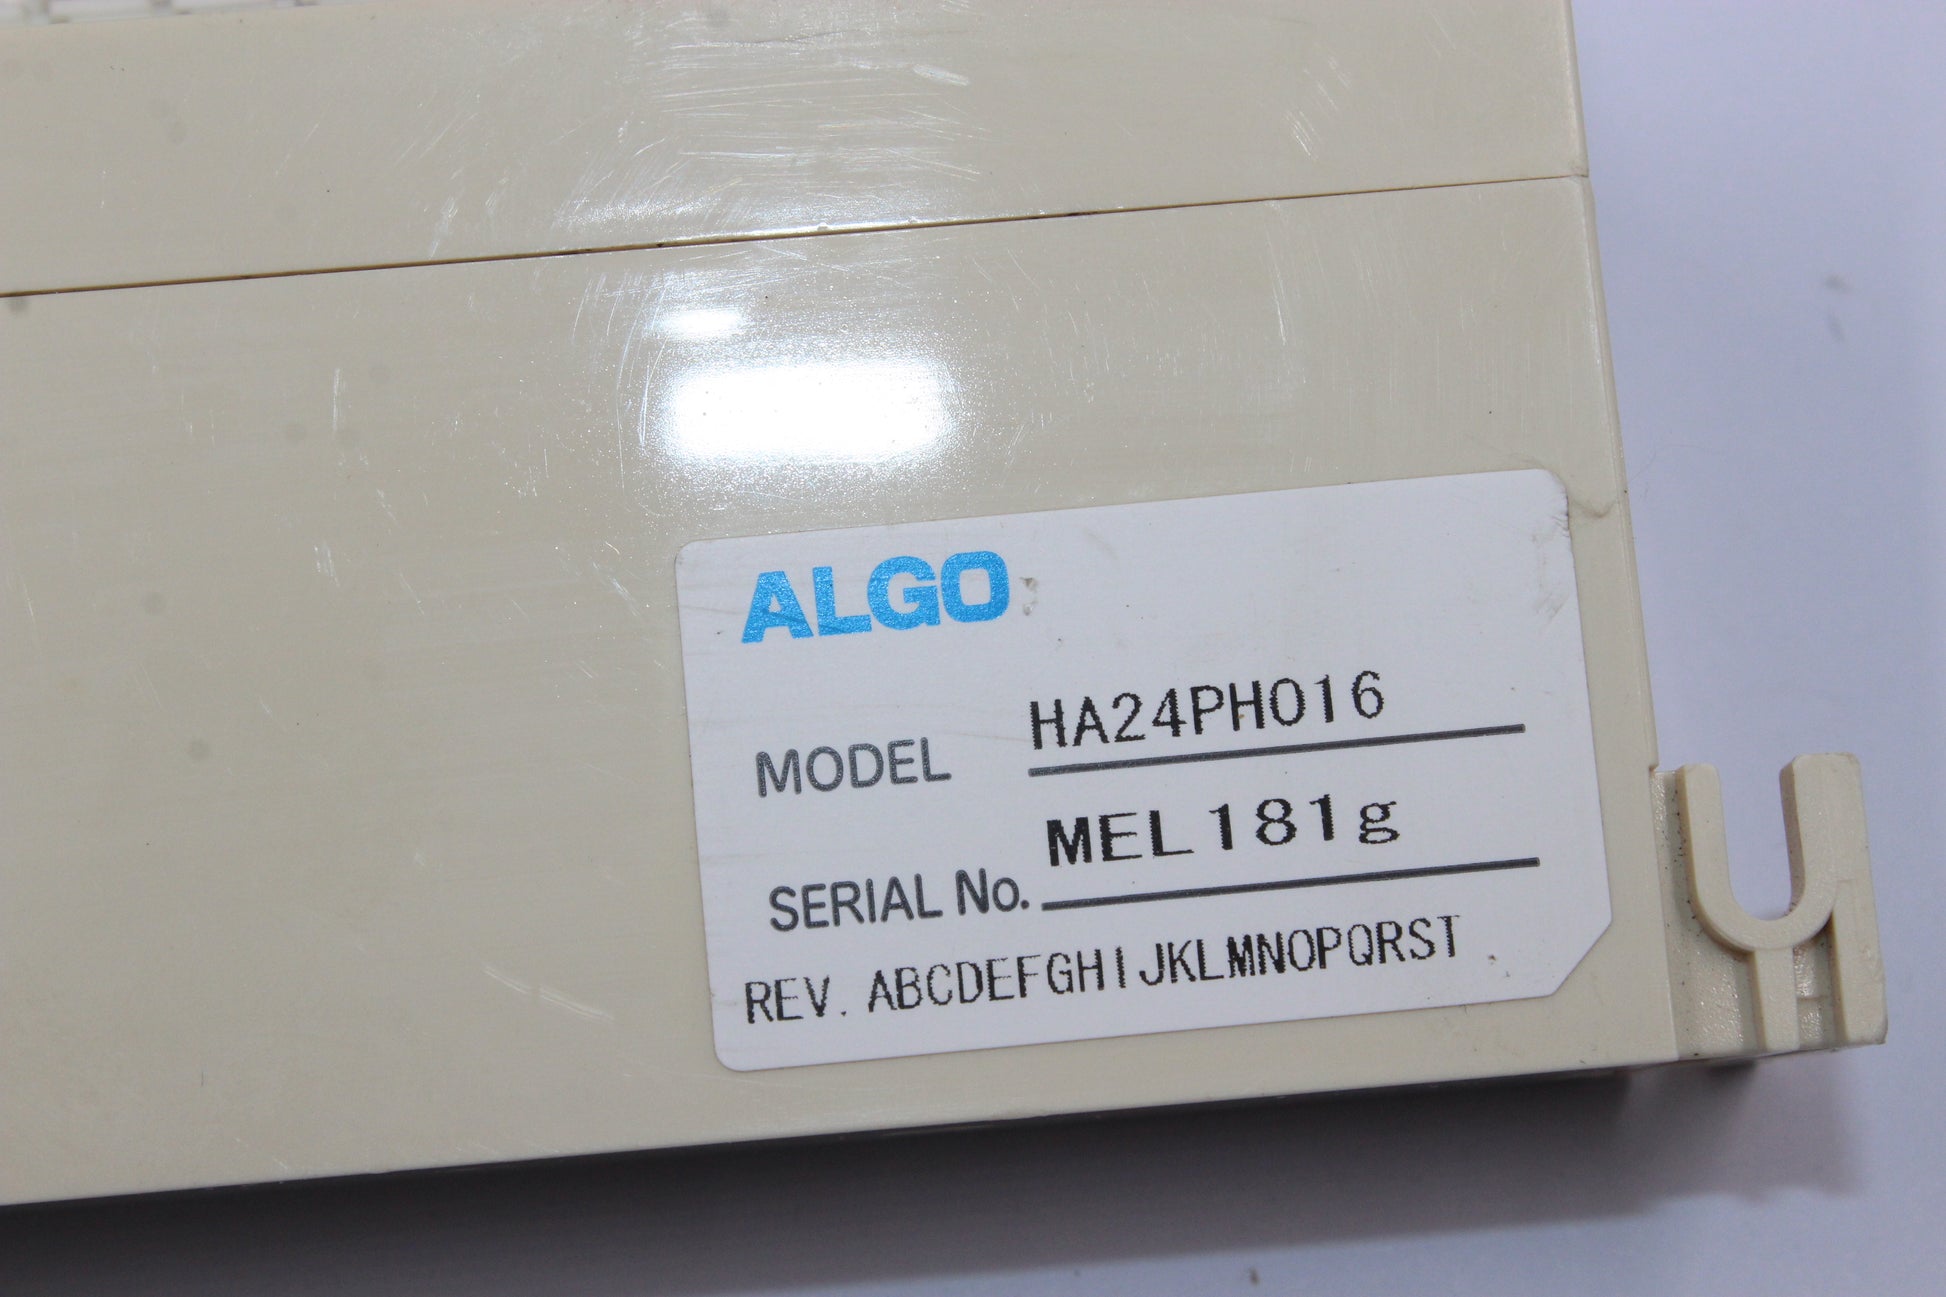 ALGO
MODEL HA24PH016
SERIAL No. MEL181g
REV. ABCDEFGHIJKLMNOPQRST